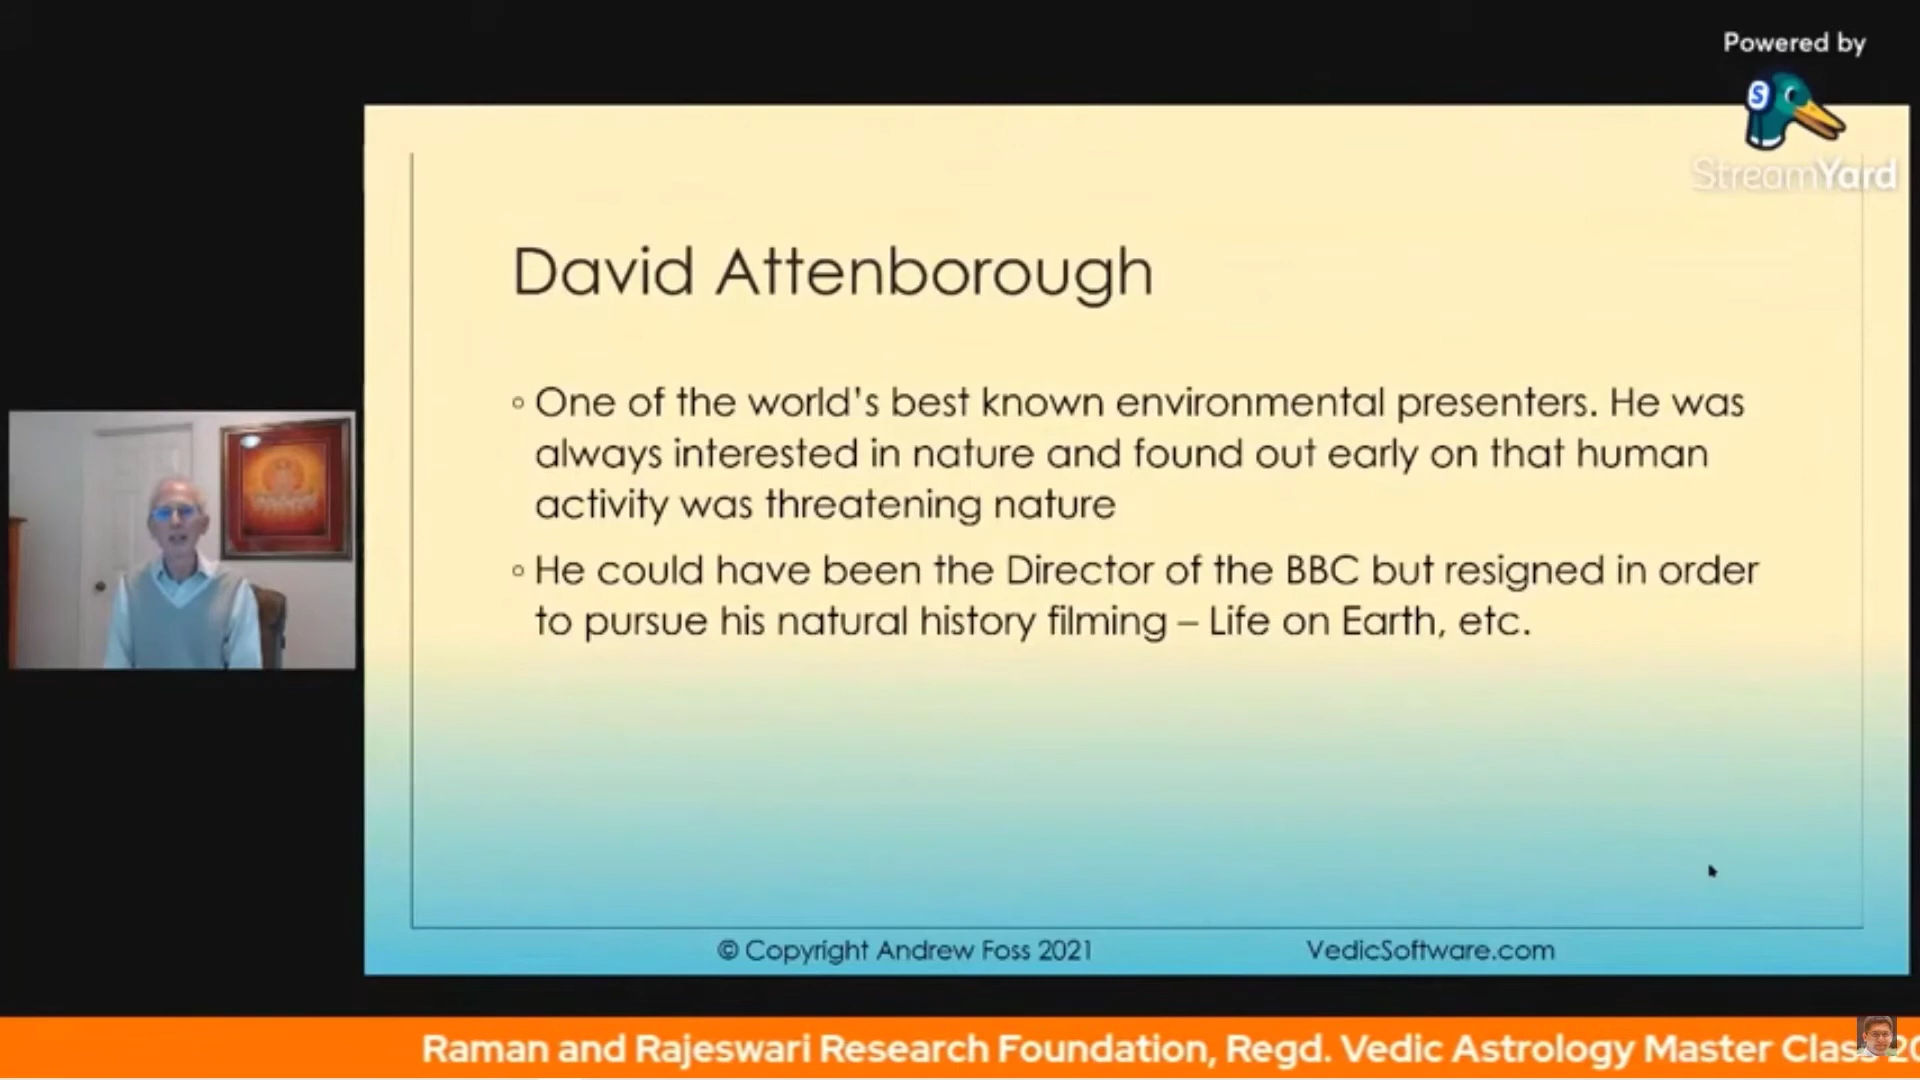 Powered by
S
StreamYard
David Attenborough
◦ One of the world's best known environmental presenters. He was
always interested in nature and found out early on that human
activity was threatening nature
◦ He could have been the Director of the BBC but resigned in order
to pursue his natural history filming – Life on Earth, etc.
© Copyright Andrew Foss 2021 VedicSoftware.com
Raman and Rajeswari Research Foundation, Regd. Vedic Astrology Master Class